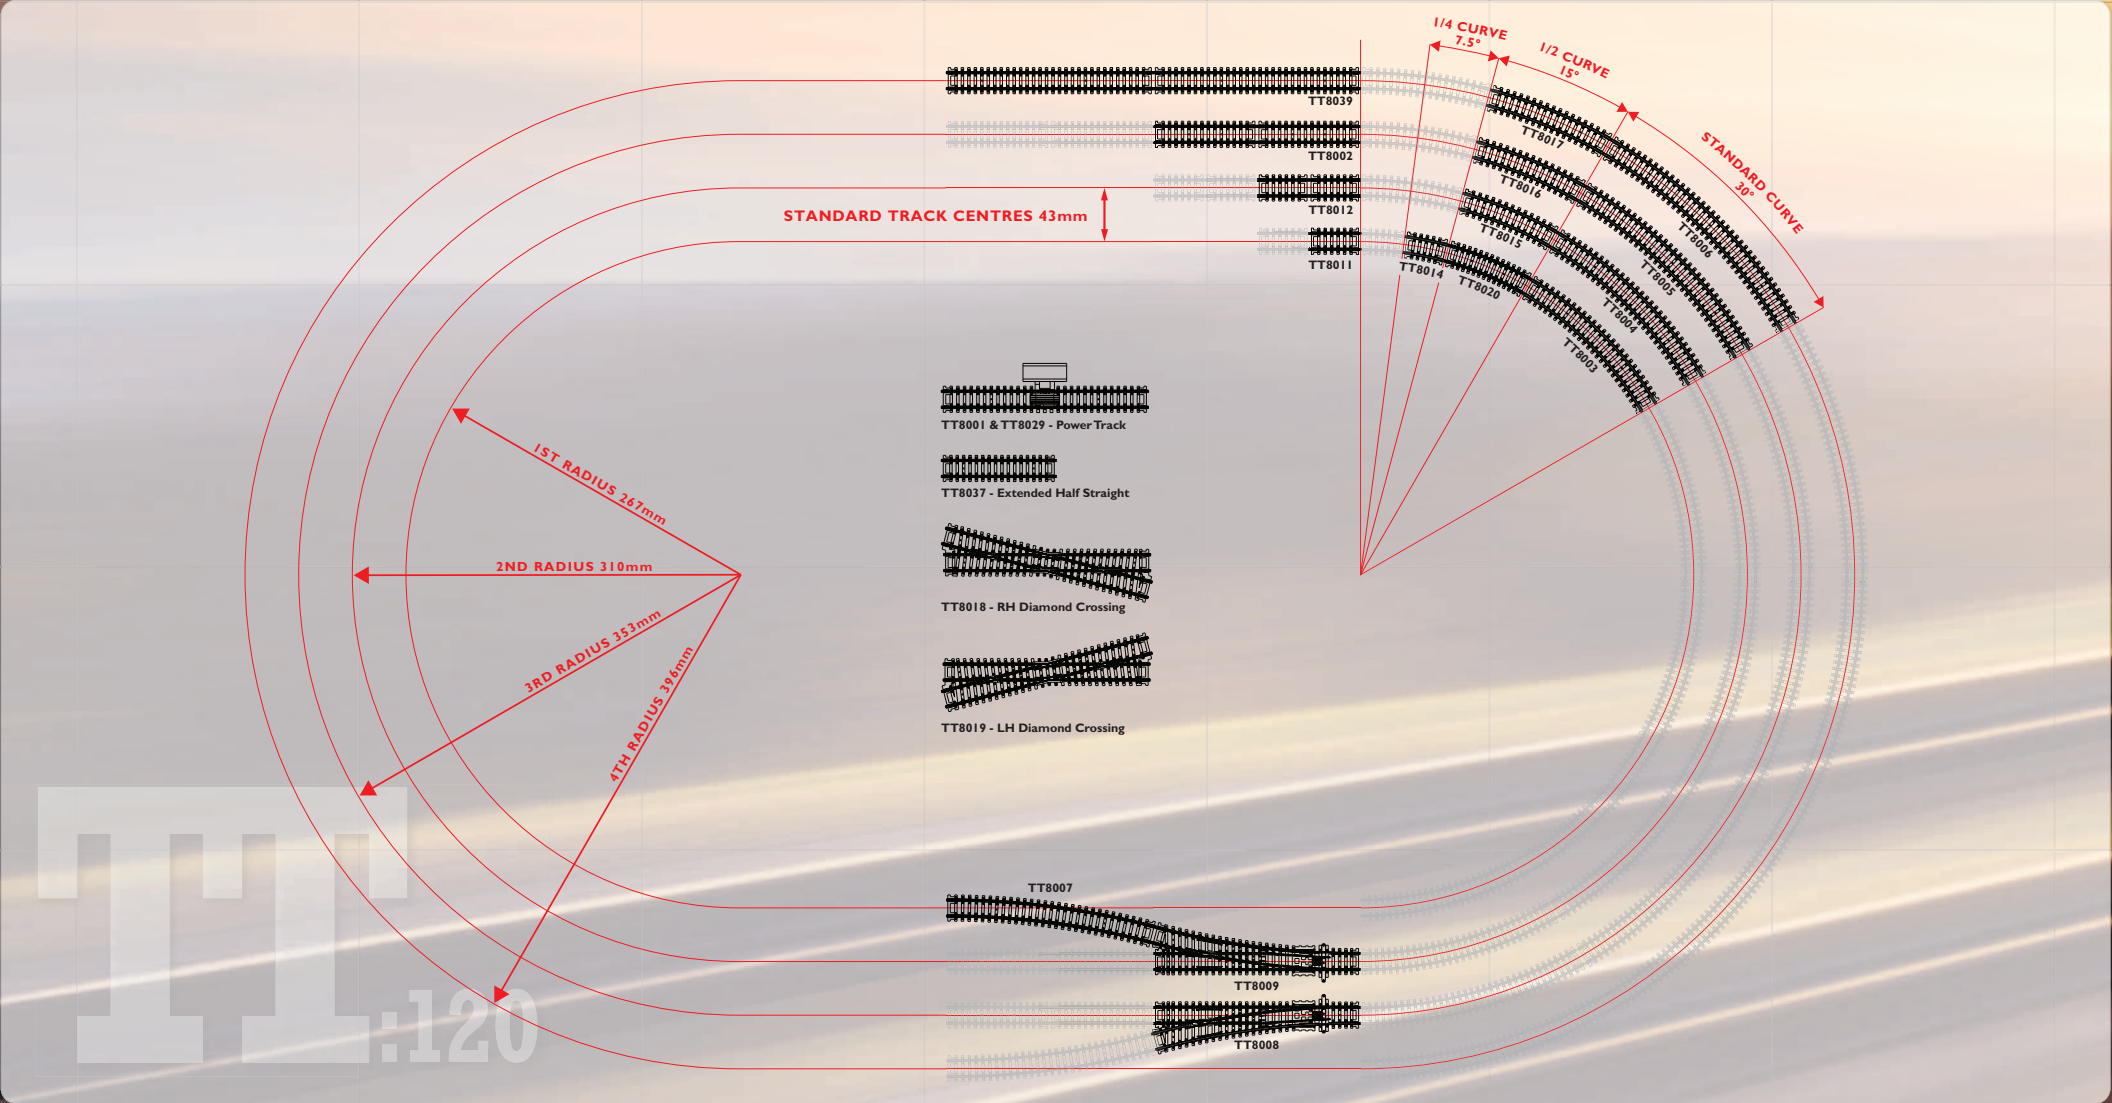 1/4 CURVE
7.5°
1/2 CURVE
15°
STANDARD CURVE
30°
TT8039
TT8017
TT8002
TT8016
TT8006
TT8012
TT8015
TT8005
STANDARD TRACK CENTRES 43mm
TT8011
TT8014
TT8020
TT8004
TT8003
TT8001 & TT8029 - Power Track
1ST RADIUS 267mm
TT8037 - Extended Half Straight
2ND RADIUS 310mm
TT8018 - RH Diamond Crossing
3RD RADIUS 353mm
4TH RADIUS 396mm
TT8019 - LH Diamond Crossing
TT8007
TT8009
TT8008
TT:120